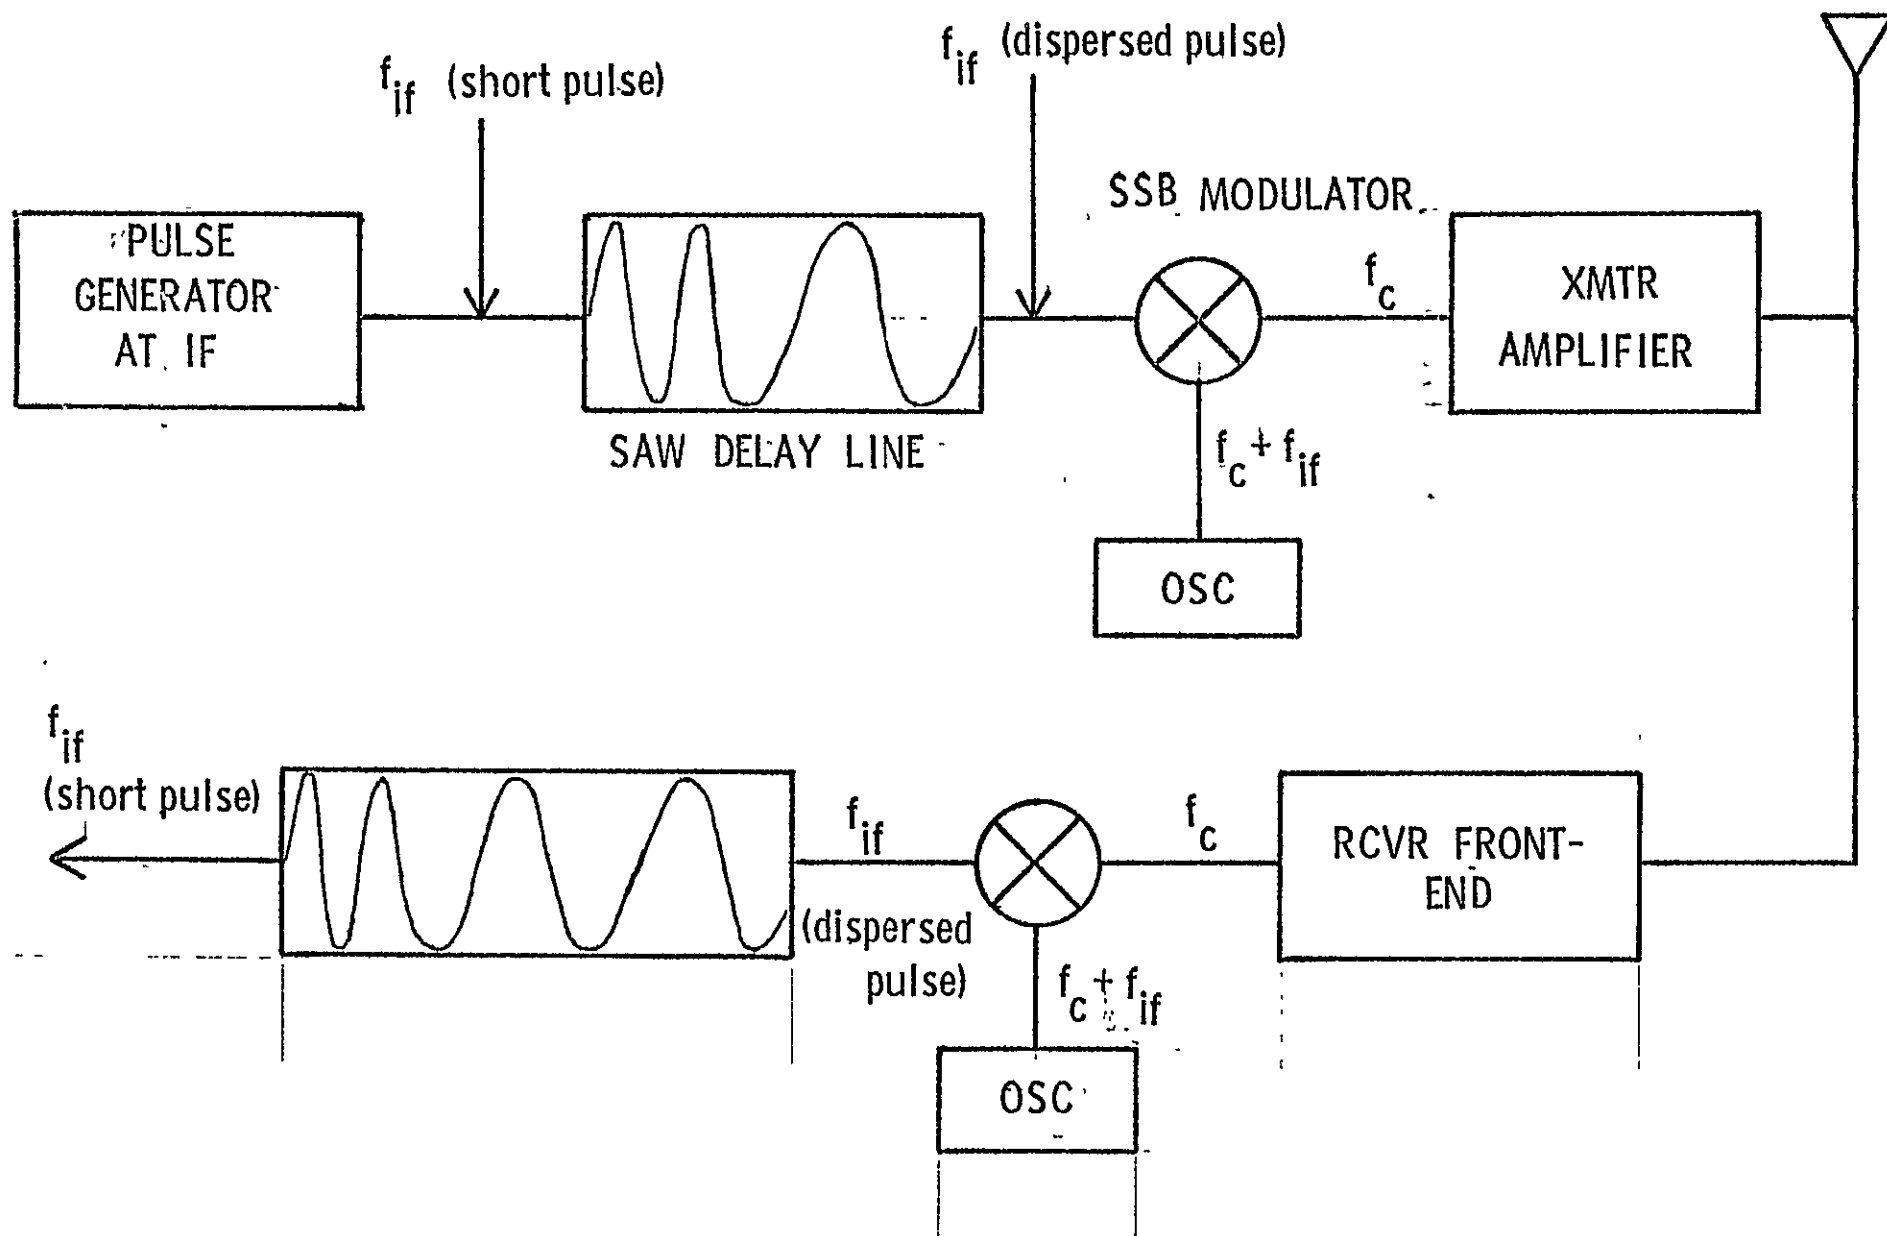 f_if (short pulse)
f_if (dispersed pulse)
SSB MODULATOR
PULSE
GENERATOR
AT IF
f_c
XMTR
AMPLIFIER
SAW DELAY LINE
f_c + f_if
OSC
f_if
(short pulse)
f_if
(dispersed
pulse)
f_c
RCVR FRONT-
END
f_c + f_if
OSC